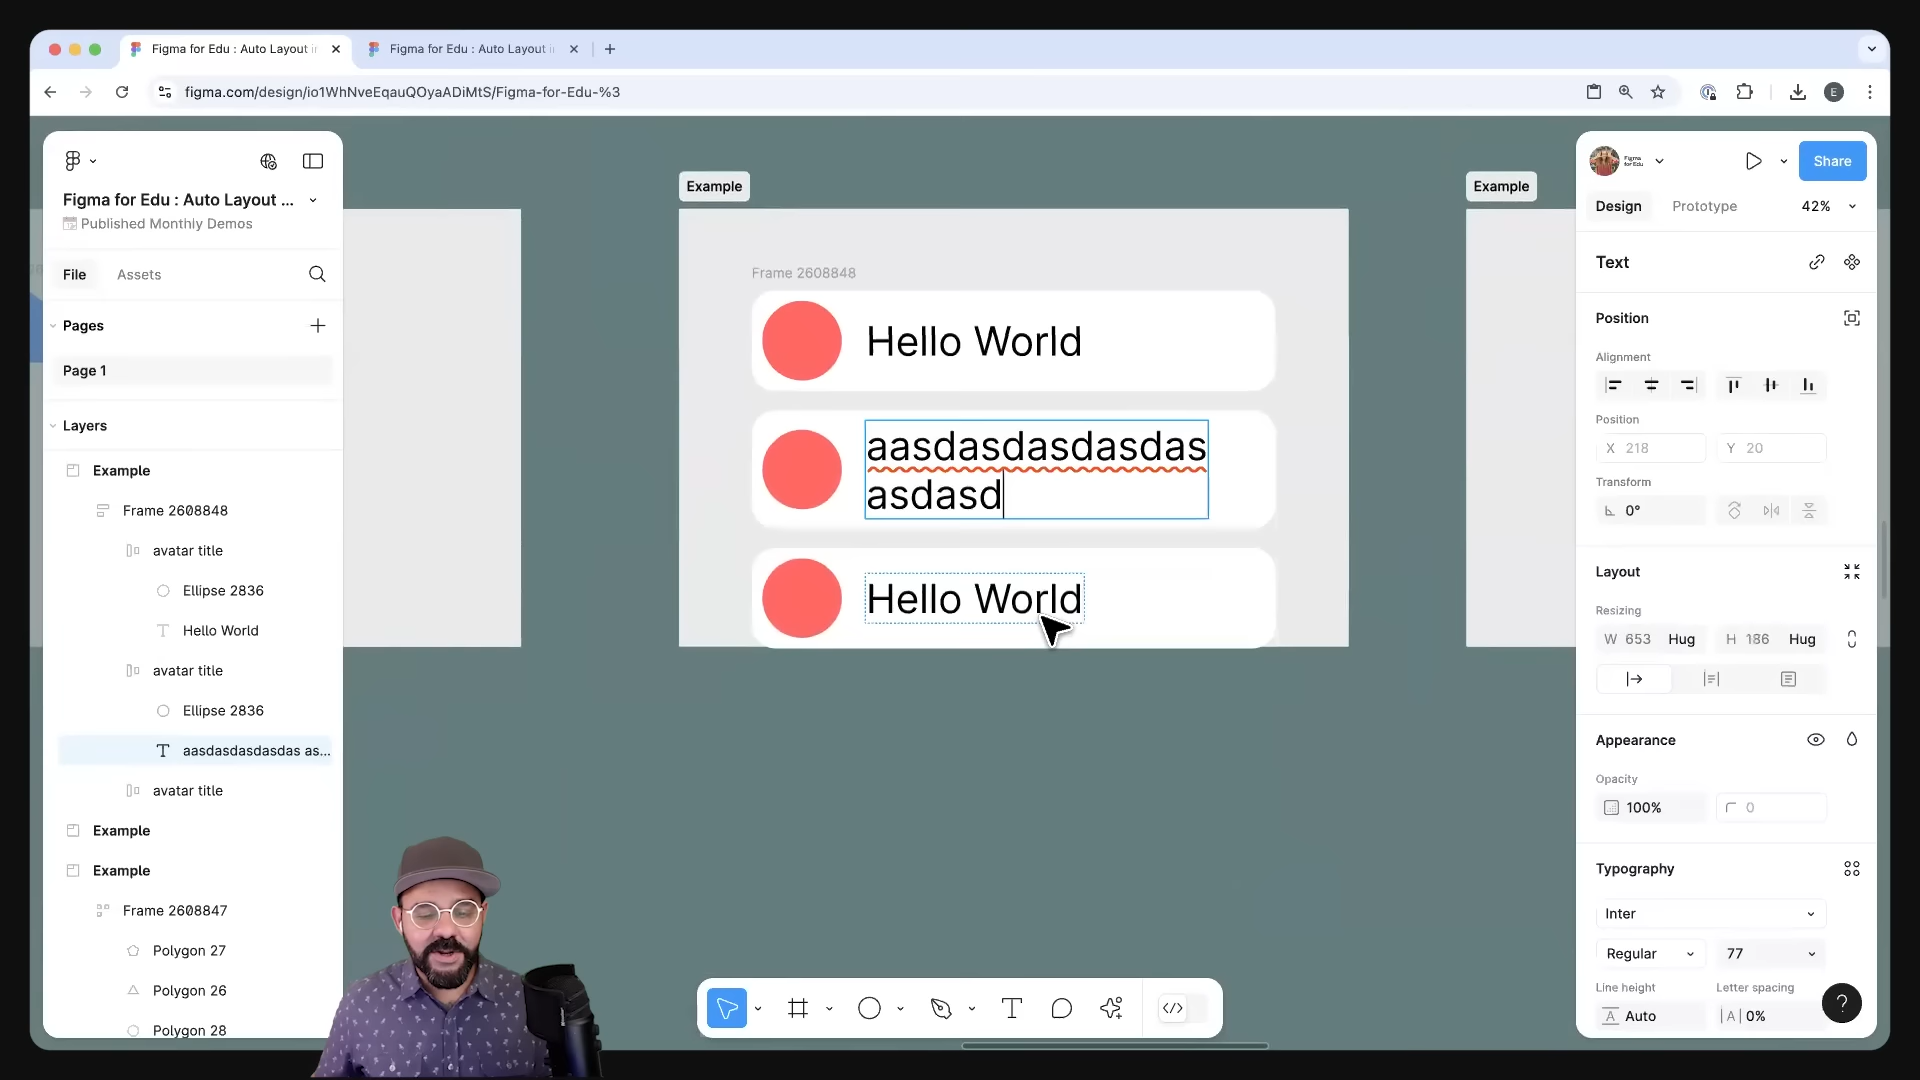 Figma for Edu : Auto Layout i
Figma for Edu : Auto Layout i
figma.com/design/io1WhNveEqauQOyaADiMtS/Figma-for-Edu-%3
E
Figma for Edu : Auto Layout ...
Published Monthly Demos
File
Assets
Pages
Page 1
Layers
Example
Frame 2608848
avatar title
Ellipse 2836
Hello World
avatar title
Ellipse 2836
aasdasdasdasdas as...
avatar title
Example
Example
Frame 2608847
Polygon 27
Polygon 26
Polygon 28
Example
Frame 2608848
Hello World
aasdasdasdasdas
asdasd
Hello World
Example
Figma
for Edu
Share
Design
Prototype
42%
Text
Position
Alignment
Position
X 218
Y 20
Transform
0°
Layout
Resizing
W 653 Hug
H 186 Hug
Appearance
Opacity
100%
0
Typography
Inter
Regular
77
Line height
Letter spacing
A Auto
|A| 0%
?